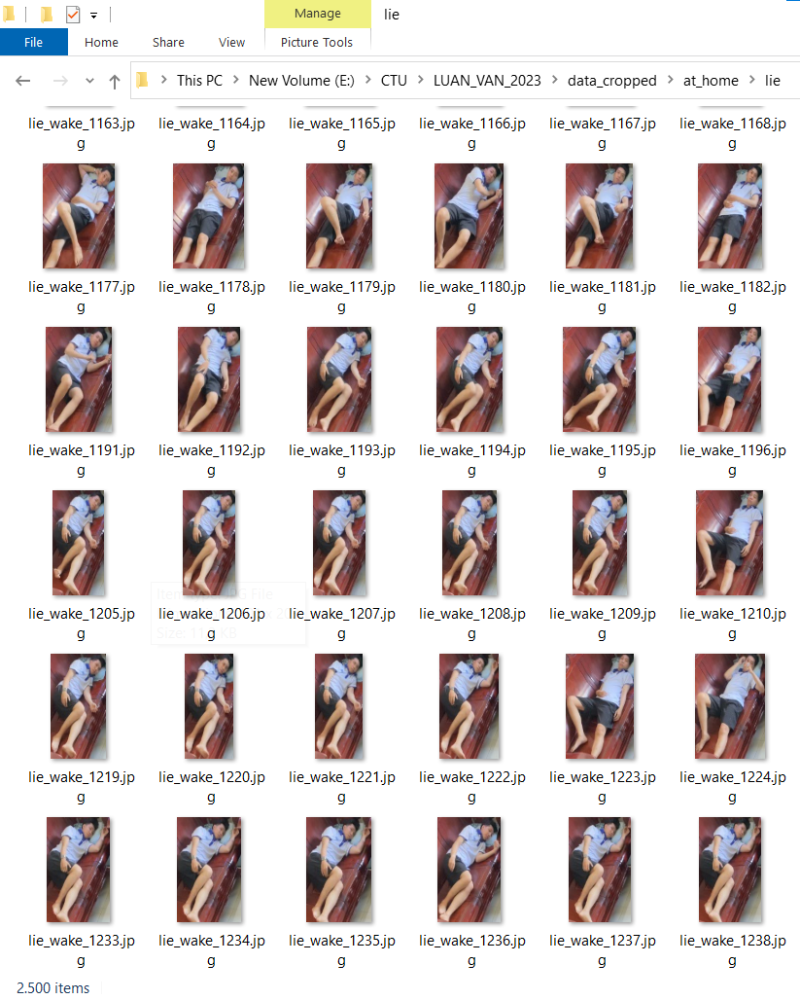 Manage
lie
File
Home
Share
View
Picture Tools
This PC > New Volume (E:) > CTU > LUAN_VAN_2023 > data_cropped > at_home > lie
lie_wake_1163.jp
g
lie_wake_1164.jp
g
lie_wake_1165.jp
g
lie_wake_1166.jp
g
lie_wake_1167.jp
g
lie_wake_1168.jp
g
lie_wake_1177.jp
g
lie_wake_1178.jp
g
lie_wake_1179.jp
g
lie_wake_1180.jp
g
lie_wake_1181.jp
g
lie_wake_1182.jp
g
lie_wake_1191.jp
g
lie_wake_1192.jp
g
lie_wake_1193.jp
g
lie_wake_1194.jp
g
lie_wake_1195.jp
g
lie_wake_1196.jp
g
lie_wake_1205.jp
g
lie_wake_1206.jp
g
lie_wake_1207.jp
g
lie_wake_1208.jp
g
lie_wake_1209.jp
g
lie_wake_1210.jp
g
File
Size:
KB
lie_wake_1219.jp
g
lie_wake_1220.jp
g
lie_wake_1221.jp
g
lie_wake_1222.jp
g
lie_wake_1223.jp
g
lie_wake_1224.jp
g
lie_wake_1233.jp
g
lie_wake_1234.jp
g
lie_wake_1235.jp
g
lie_wake_1236.jp
g
lie_wake_1237.jp
g
lie_wake_1238.jp
g
2.500 items